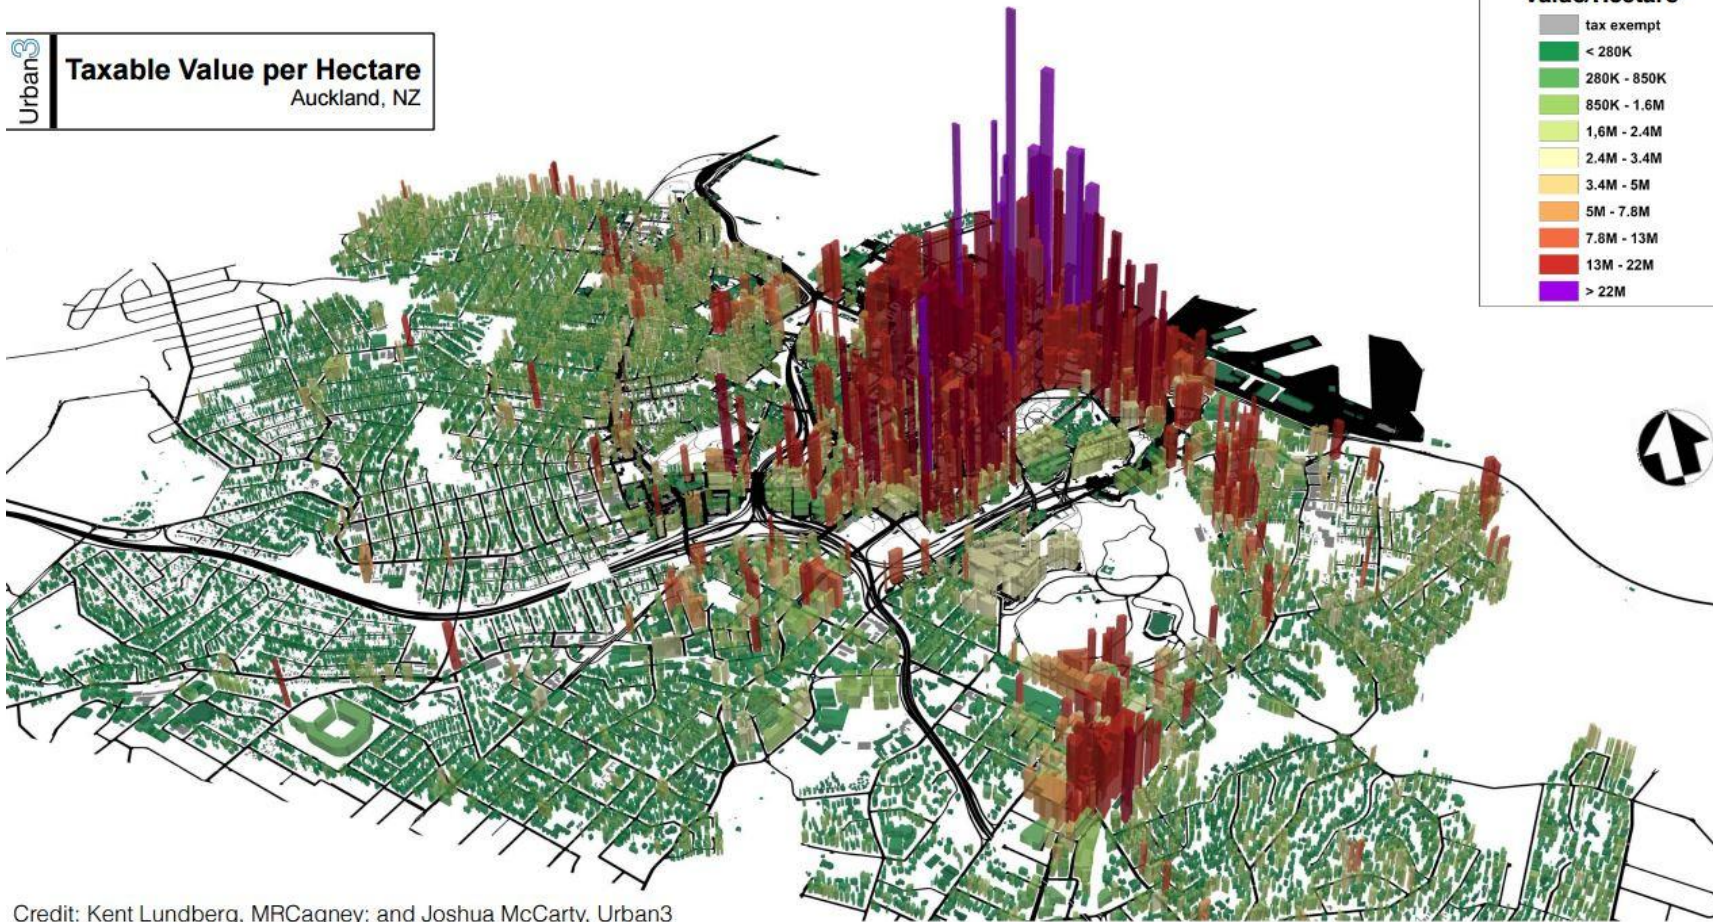 Urban3
Taxable Value per Hectare
Auckland, NZ
Value/Hectare
tax exempt
< 280K
280K - 850K
850K - 1.6M
1,6M - 2.4M
2.4M - 3.4M
3.4M - 5M
5M - 7.8M
7.8M - 13M
13M - 22M
> 22M
Credit: Kent Lundberg, MRCagney; and Joshua McCarty, Urban3